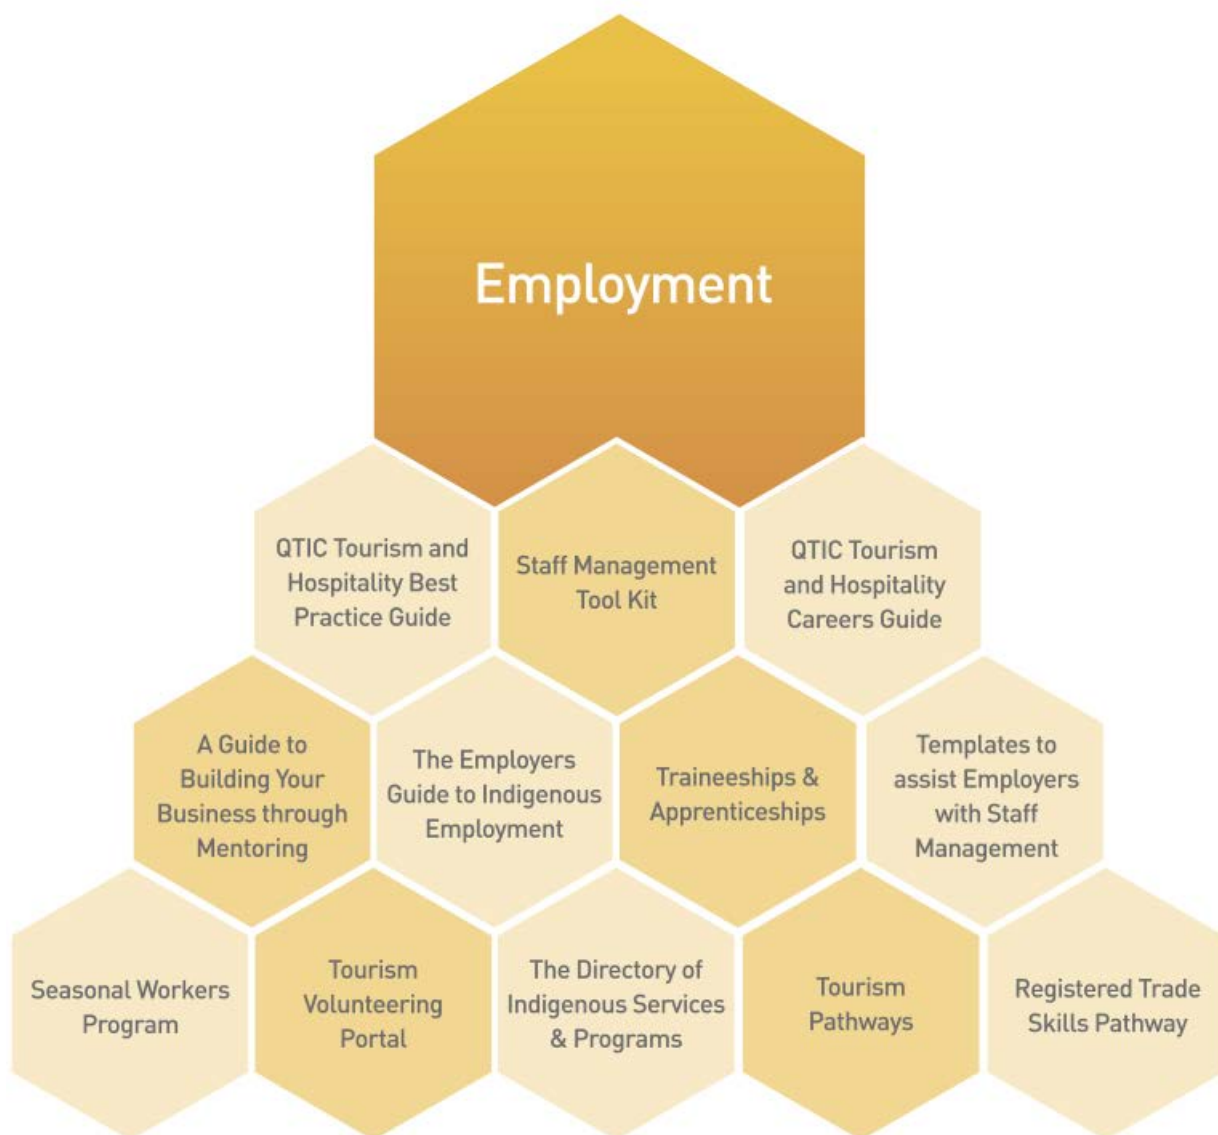 Employment
QTIC Tourism and
Hospitality Best
Practice Guide
Staff Management
Tool Kit
QTIC Tourism
and Hospitality
Careers Guide
A Guide to
Building Your
Business through
Mentoring
The Employers
Guide to Indigenous
Employment
Traineeships &
Apprenticeships
Templates to
assist Employers
with Staff
Management
Seasonal Workers
Program
Tourism
Volunteering
Portal
The Directory of
Indigenous Services
& Programs
Tourism
Pathways
Registered Trade
Skills Pathway